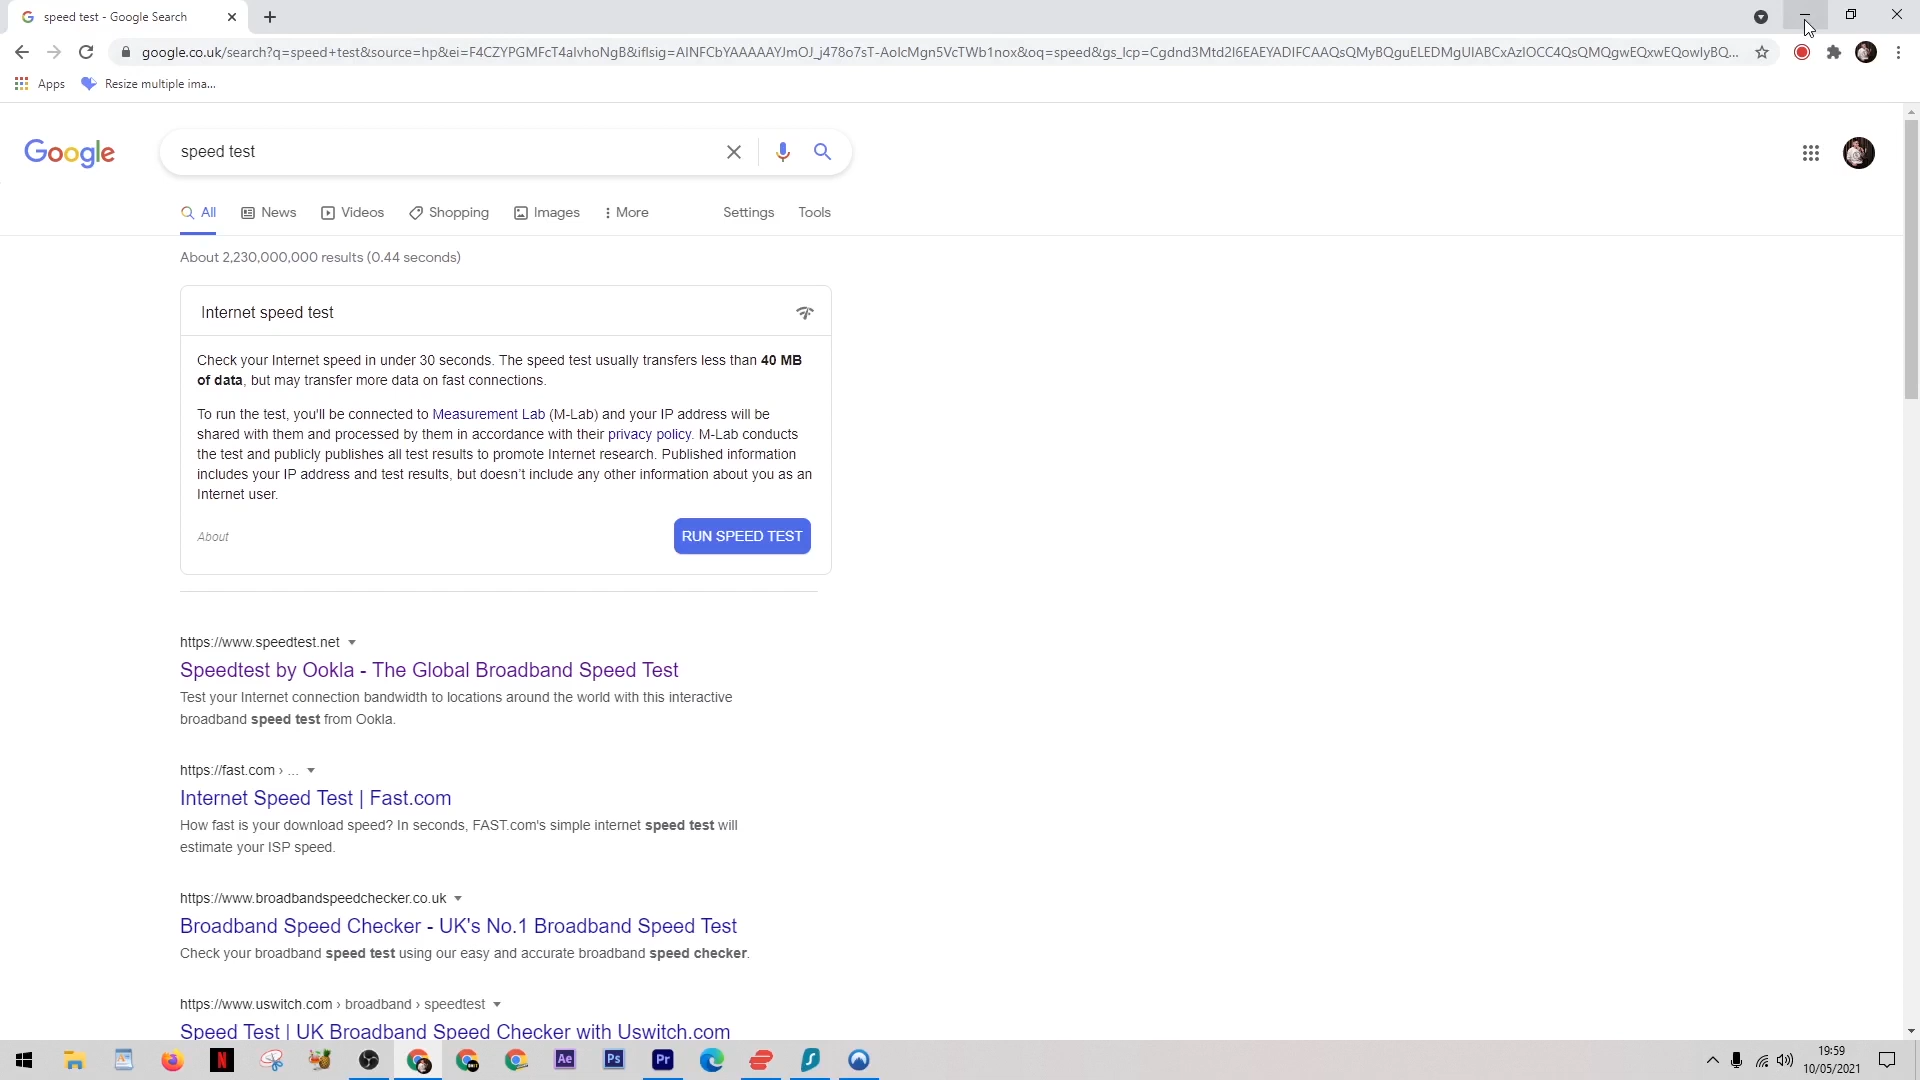 speed test - Google Search
google.co.uk/search?q=speed+test&source=hp&ei=F4CZYPGMFcT4alvhoNgB&iflsig=AINFCbYAAAAAYJmOJ_j478o7sT-AoIcMgn5VcTWb1nox&oq=speed&gs_lcp=Cgdnd3Mtd2l6EAEYADIFCAAQsQMyBQguELEDMgUIABCxAzIOCC4QsQMQgwEQxwEQowIyBQ...
Apps Resize multiple ima...
Google
speed test
All News Videos Shopping Images More Settings Tools
About 2,230,000,000 results (0.44 seconds)
Internet speed test
Check your Internet speed in under 30 seconds. The speed test usually transfers less than 40 MB
of data, but may transfer more data on fast connections.
To run the test, you'll be connected to Measurement Lab (M-Lab) and your IP address will be
shared with them and processed by them in accordance with their privacy policy. M-Lab conducts
the test and publicly publishes all test results to promote Internet research. Published information
includes your IP address and test results, but doesn't include any other information about you as an
Internet user.
About RUN SPEED TEST
https://www.speedtest.net
Speedtest by Ookla - The Global Broadband Speed Test
Test your Internet connection bandwidth to locations around the world with this interactive
broadband speed test from Ookla.
https://fast.com › ...
Internet Speed Test | Fast.com
How fast is your download speed? In seconds, FAST.com's simple internet speed test will
estimate your ISP speed.
https://www.broadbandspeedchecker.co.uk
Broadband Speed Checker - UK's No.1 Broadband Speed Test
Check your broadband speed test using our easy and accurate broadband speed checker.
https://www.uswitch.com › broadband › speedtest
Speed Test | UK Broadband Speed Checker with Uswitch.com
N Ae Ps Pr
19:59
10/05/2021